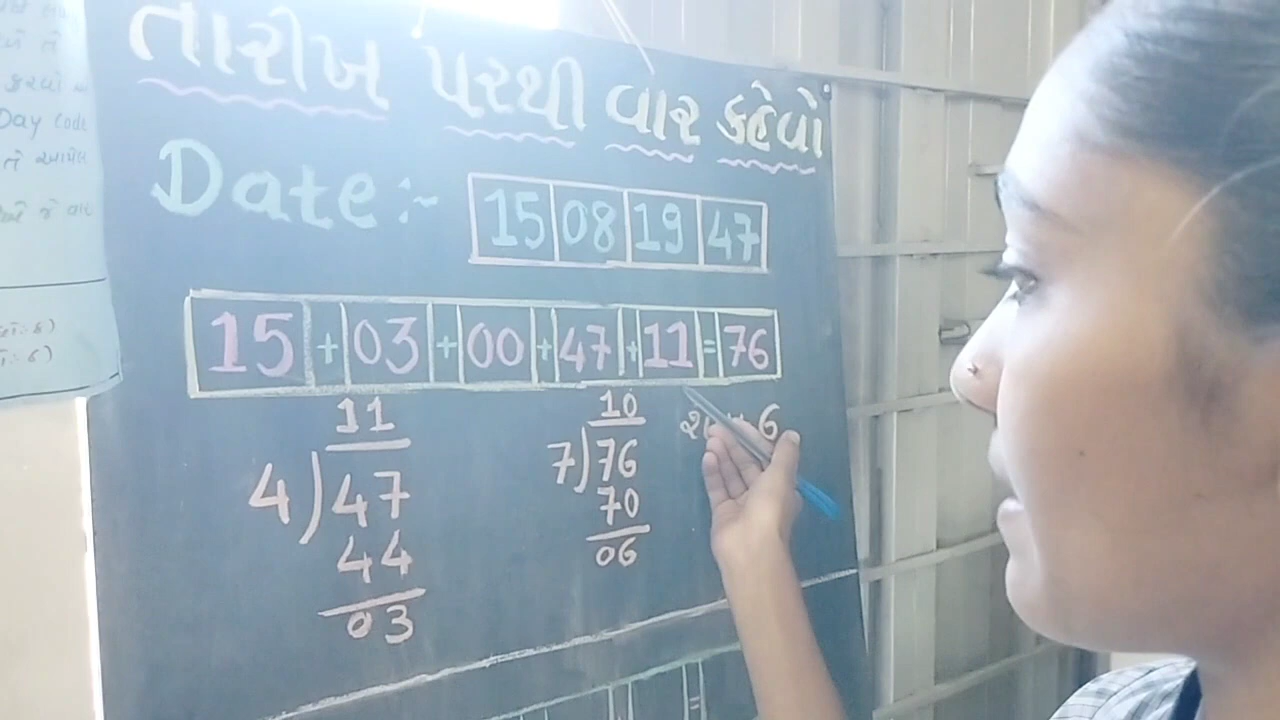 તારીખ પરથી વાર કહેવો
Date :- 15 08 19 47
15 + 03 + 00 + 47 + 11 = 76
11
4)47
44
03
10
7)76
70
06
6
Day Code